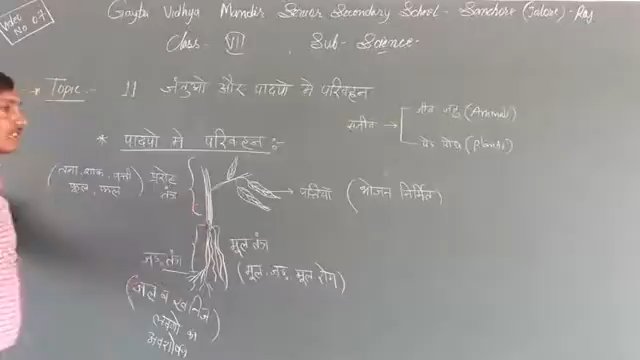 Video No 07
Gayatri Vidhya Mandir Senior Secondary School - Sanchore (Jalore) - Raj
Class - VII , Sub - Science -
Topic :- 11 जंतुओ और पादपो मे परिवहन
सजीव → जीव जन्तु (Animals)
पेड़ पौधे (Plants)
* पादपो मे परिवहन :-
(तना, शाक, पत्ती फूल, फल) प्ररोह तंत्र
→ पत्तियाँ (भोजन निर्मित)
मूल तंत्र
जड़ तंत्र
(मूल, जड़, मूल रोम)
(जल व खनिज
लवणो का
अवशोषण)